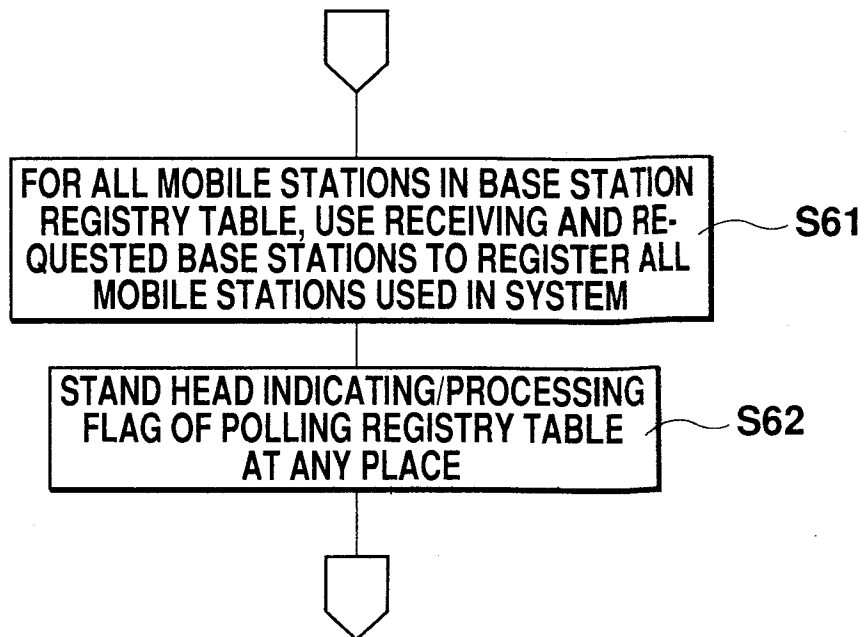 FOR ALL MOBILE STATIONS IN BASE STATION
REGISTRY TABLE, USE RECEIVING AND RE-
QUESTED BASE STATIONS TO REGISTER ALL
MOBILE STATIONS USED IN SYSTEM
S61
STAND HEAD INDICATING/PROCESSING
FLAG OF POLLING REGISTRY TABLE
AT ANY PLACE
S62